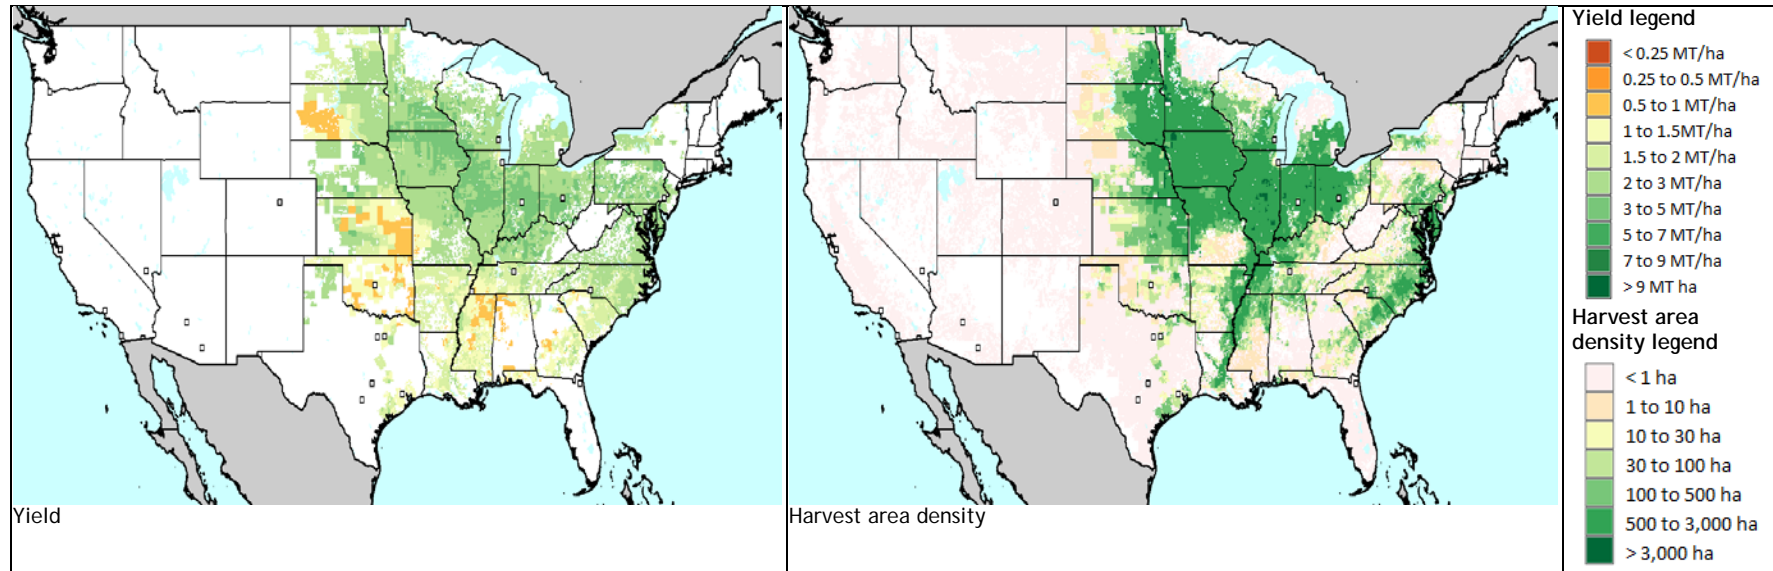 Yield
Harvest area density
Yield legend
< 0.25 MT/ha
0.25 to 0.5 MT/ha
0.5 to 1 MT/ha
1 to 1.5MT/ha
1.5 to 2 MT/ha
2 to 3 MT/ha
3 to 5 MT/ha
5 to 7 MT/ha
7 to 9 MT/ha
> 9 MT ha
Harvest area
density legend
< 1 ha
1 to 10 ha
10 to 30 ha
30 to 100 ha
100 to 500 ha
500 to 3,000 ha
> 3,000 ha